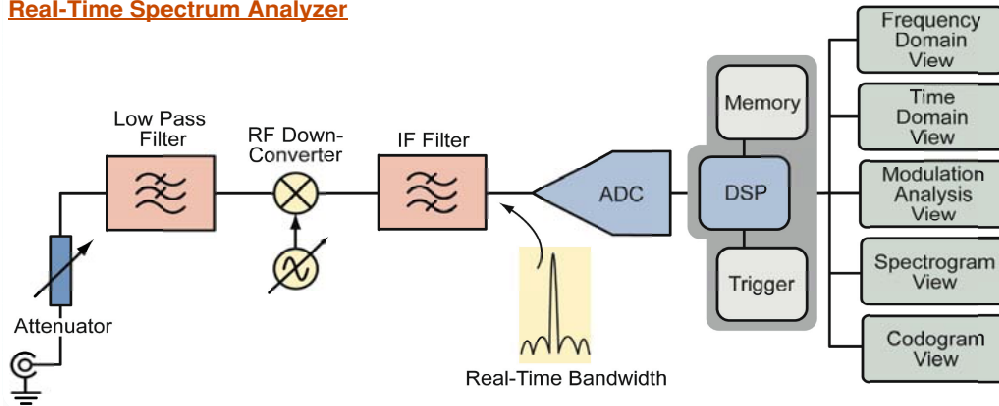 Real-Time Spectrum Analyzer
Low Pass
Filter
RF Down-
Converter
IF Filter
ADC
Memory
DSP
Trigger
Attenuator
Real-Time Bandwidth
Frequency
Domain
View
Time
Domain
View
Modulation
Analysis
View
Spectrogram
View
Codogram
View